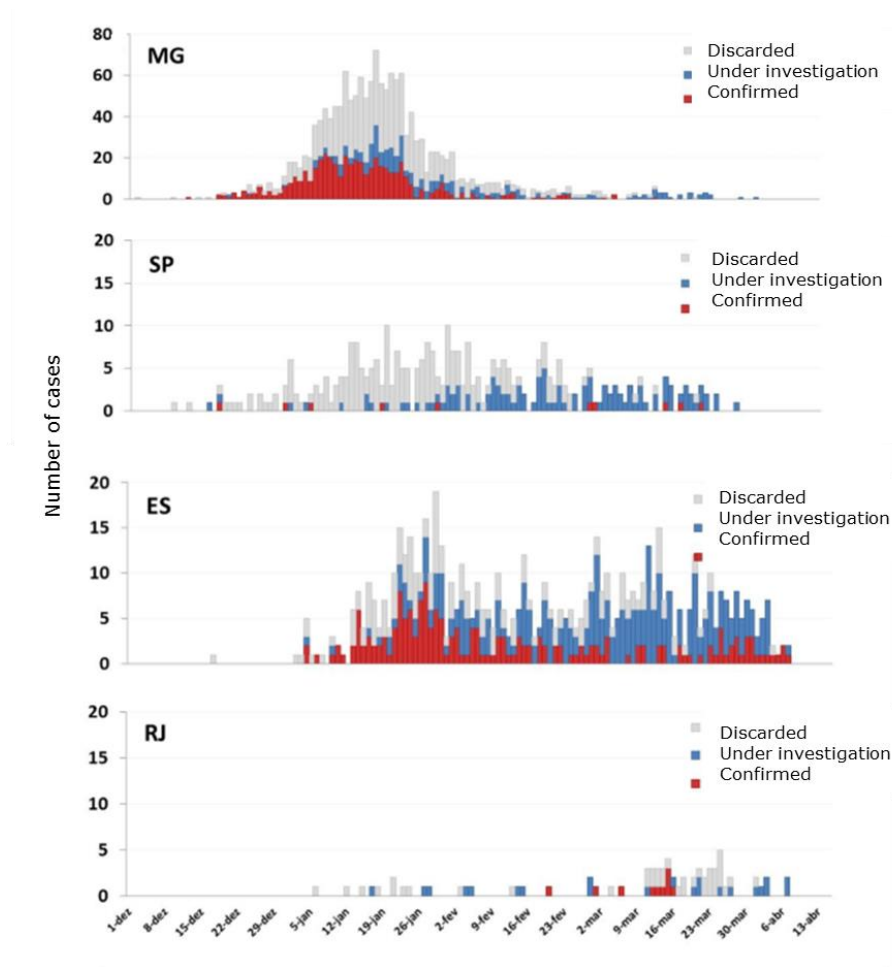 80
MG
Discarded
60
Under investigation
Confirmed
40
20
0
20
SP
Discarded
Under investigation
15
Confirmed
10
5
0
Number of cases
20
ES
Discarded
Under investigation
15
Confirmed
10
5
0
20
RJ
Discarded
15
Under investigation
Confirmed
10
5
0
1-dez 8-dez 15-dez 22-dez 29-dez 5-jan 12-jan 19-jan 26-jan 2-fev 9-fev 16-fev 23-fev 2-mar 9-mar 16-mar 23-mar 30-mar 6-abr 13-abr